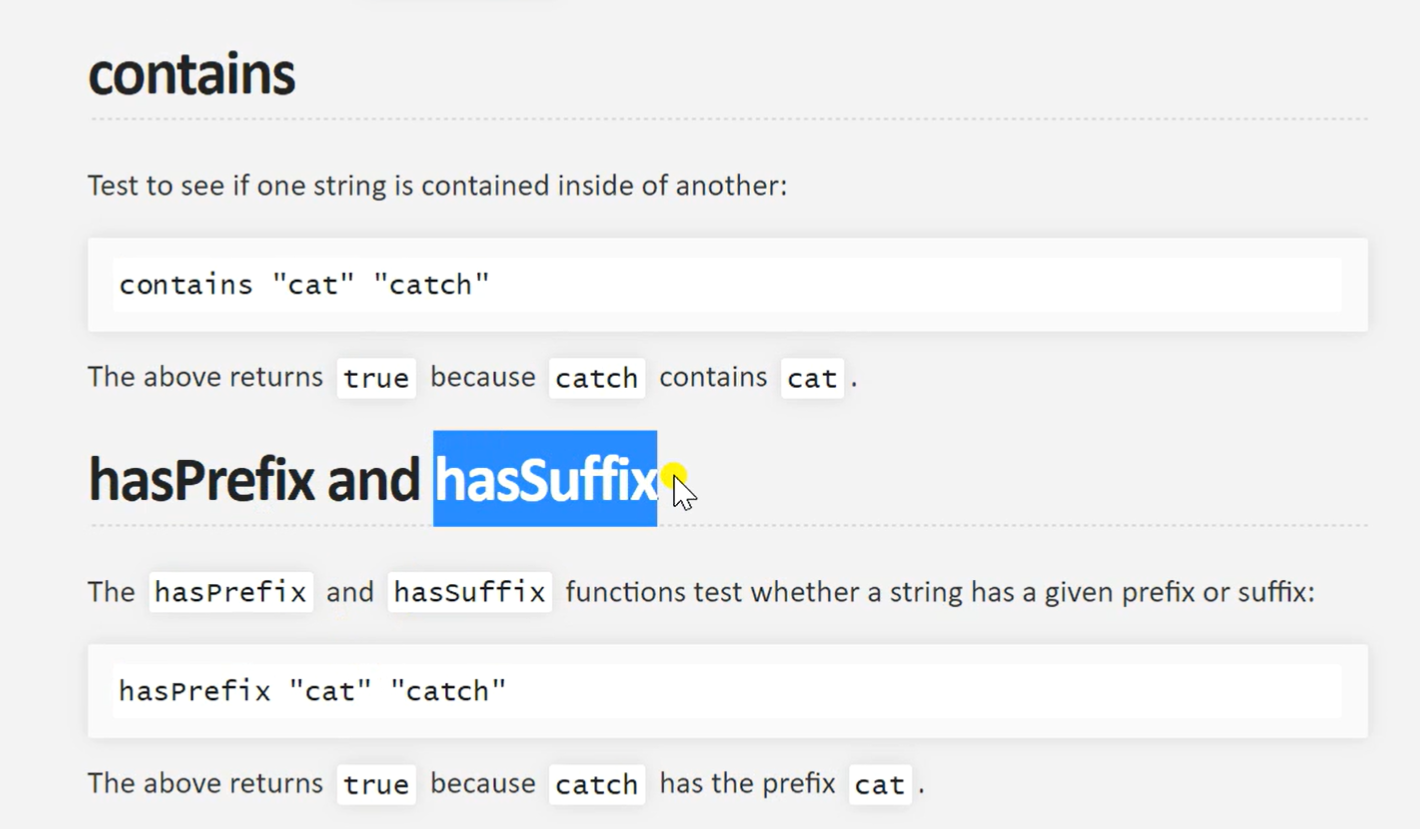 contains
Test to see if one string is contained inside of another:
contains "cat" "catch"
The above returns true because catch contains cat .
hasPrefix and hasSuffix
The hasPrefix and hasSuffix functions test whether a string has a given prefix or suffix:
hasPrefix "cat" "catch"
The above returns true because catch has the prefix cat .